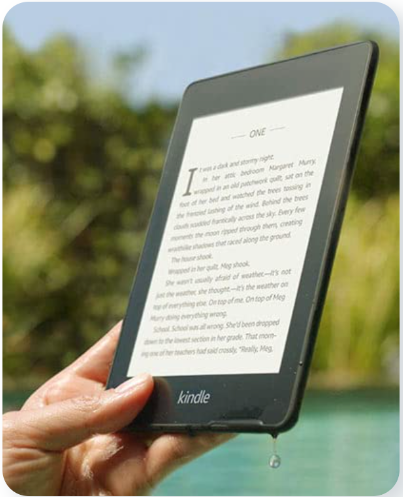 ONE
It was a dark and stormy night.
In her attic bedroom Margaret Murry,
wrapped in an old patchwork quilt, sat on the
foot of her bed and watched the trees tossing in
the frenzied lashing of the wind. Behind the trees
clouds scudded frantically across the sky. Every few
moments the moon ripped through them, creating
wraithlike shadows that raced along the ground.
The house shook.
Wrapped in her quilt, Meg shook.
She wasn't usually afraid of weather.—It's not
just the weather, she thought.—It's the weather on
top of everything else. On top of me. On top of Meg
Murry doing everything wrong.
School. School was all wrong. She'd been dropped
down to the lowest section in her grade. That morn-
ing one of her teachers had said crossly, "Really, Meg,
kindle